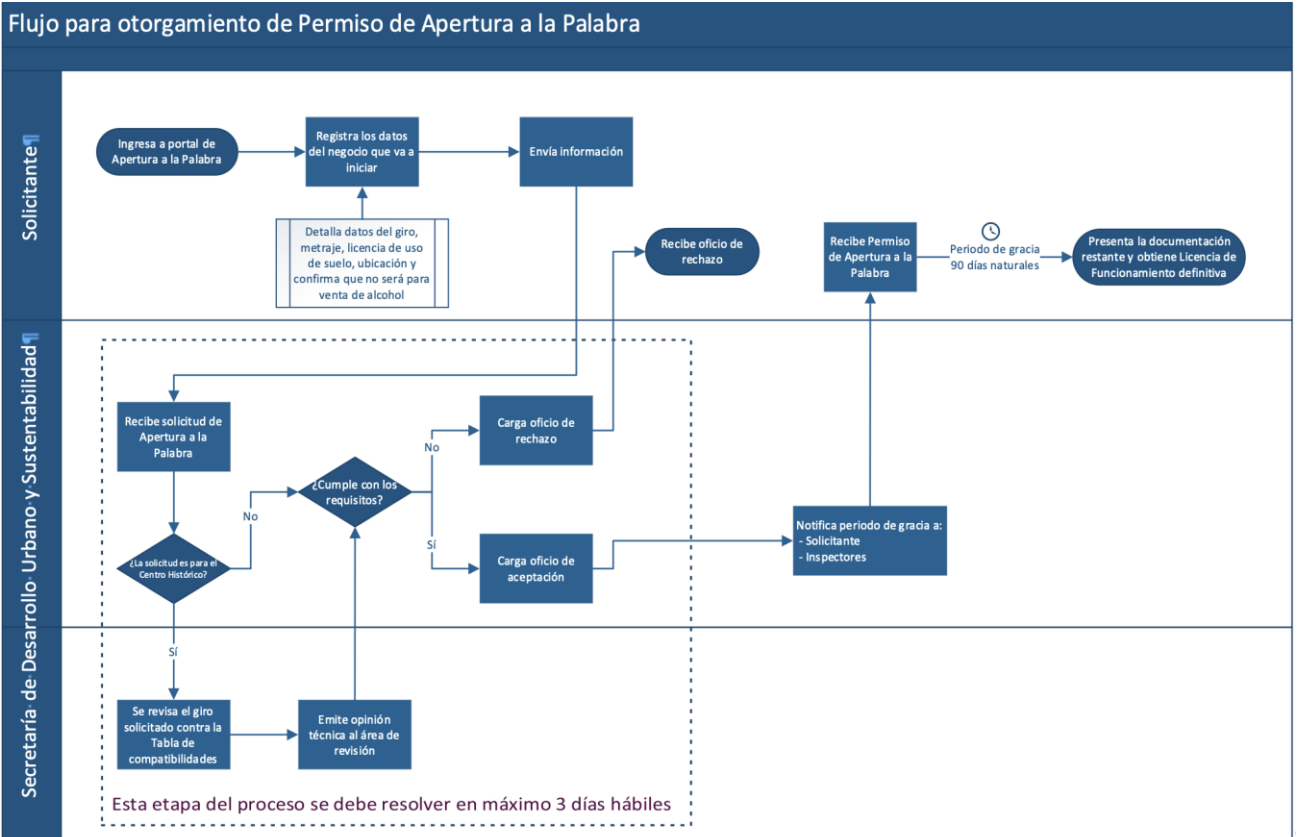 Flujo para otorgamiento de Permiso de Apertura a la Palabra
Solicitante¶
Ingresa a portal de
Apertura a la Palabra
Registra los datos
del negocio que va a
iniciar
Envía información
Detalla datos del giro,
metraje, licencia de uso
de suelo, ubicación y
confirma que no será para
venta de alcohol
Recibe oficio de
rechazo
Recibe Permiso
de Apertura a la
Palabra
Periodo de gracia
90 días naturales
Presenta la documentación
restante y obtiene Licencia de
Funcionamiento definitiva
Secretaría·de·Desarrollo·Urbano·y·Sustentabilidad¶
Recibe solicitud de
Apertura a la
Palabra
¿La solicitud es para el
Centro Histórico?
No
¿Cumple con los
requisitos?
No
Sí
Carga oficio de
rechazo
Carga oficio de
aceptación
Notifica periodo de gracia a:
- Solicitante
- Inspectores
Sí
Se revisa el giro
solicitado contra la
Tabla de
compatibilidades
Emite opinión
técnica al área de
revisión
Esta etapa del proceso se debe resolver en máximo 3 días hábiles